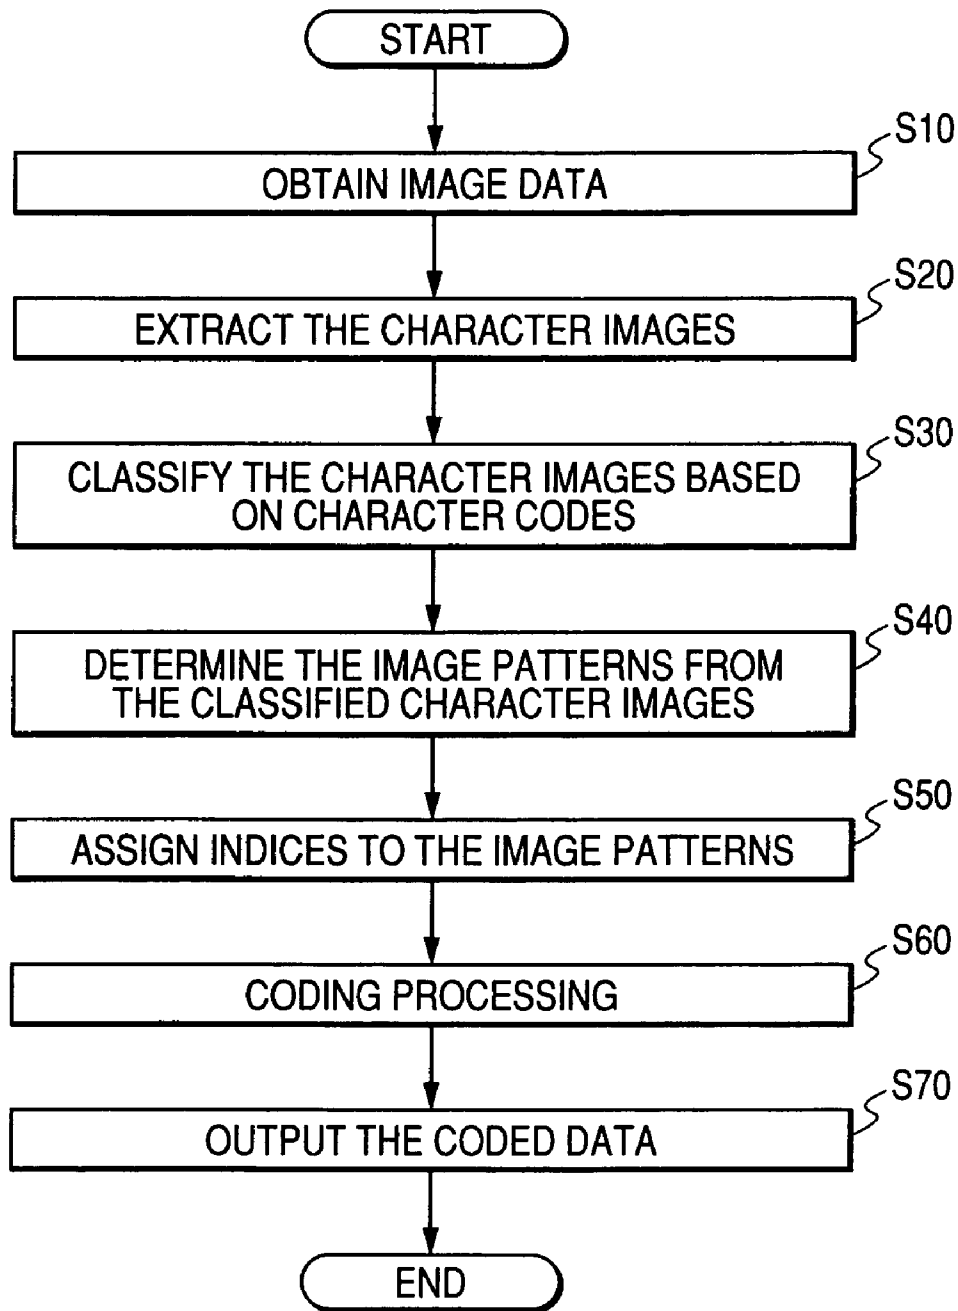 START
S10
OBTAIN IMAGE DATA
S20
EXTRACT THE CHARACTER IMAGES
S30
CLASSIFY THE CHARACTER IMAGES BASED
ON CHARACTER CODES
S40
DETERMINE THE IMAGE PATTERNS FROM
THE CLASSIFIED CHARACTER IMAGES
S50
ASSIGN INDICES TO THE IMAGE PATTERNS
S60
CODING PROCESSING
S70
OUTPUT THE CODED DATA
END